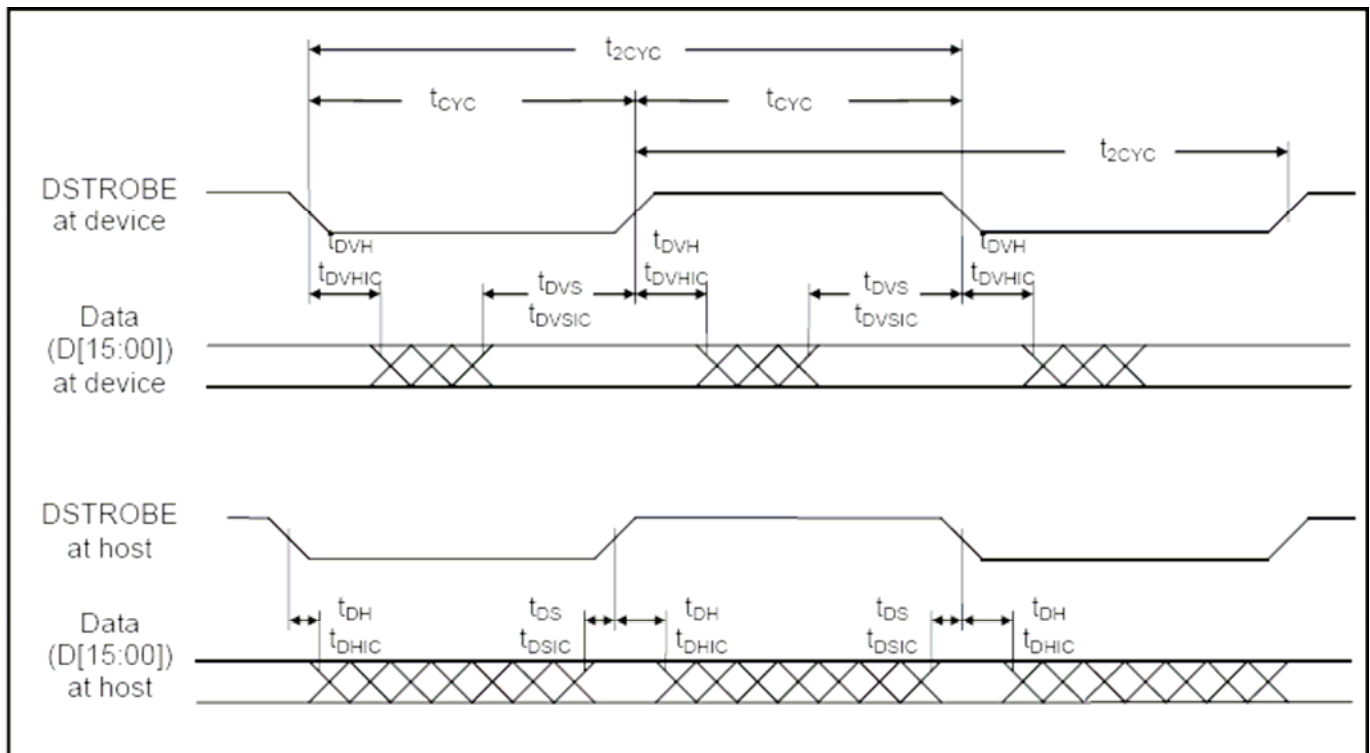 t2CYC
tCYC tCYC
t2CYC
DSTROBE
at device
tDVH tDVH tDVH
tDVHIC tDVS tDVHIC tDVS tDVHIC
tDVSIC tDVSIC
Data
(D[15:00])
at device
DSTROBE
at host
tDH tDS tDH tDS tDH
tDHIC tDSIC tDHIC tDSIC tDHIC
Data
(D[15:00])
at host